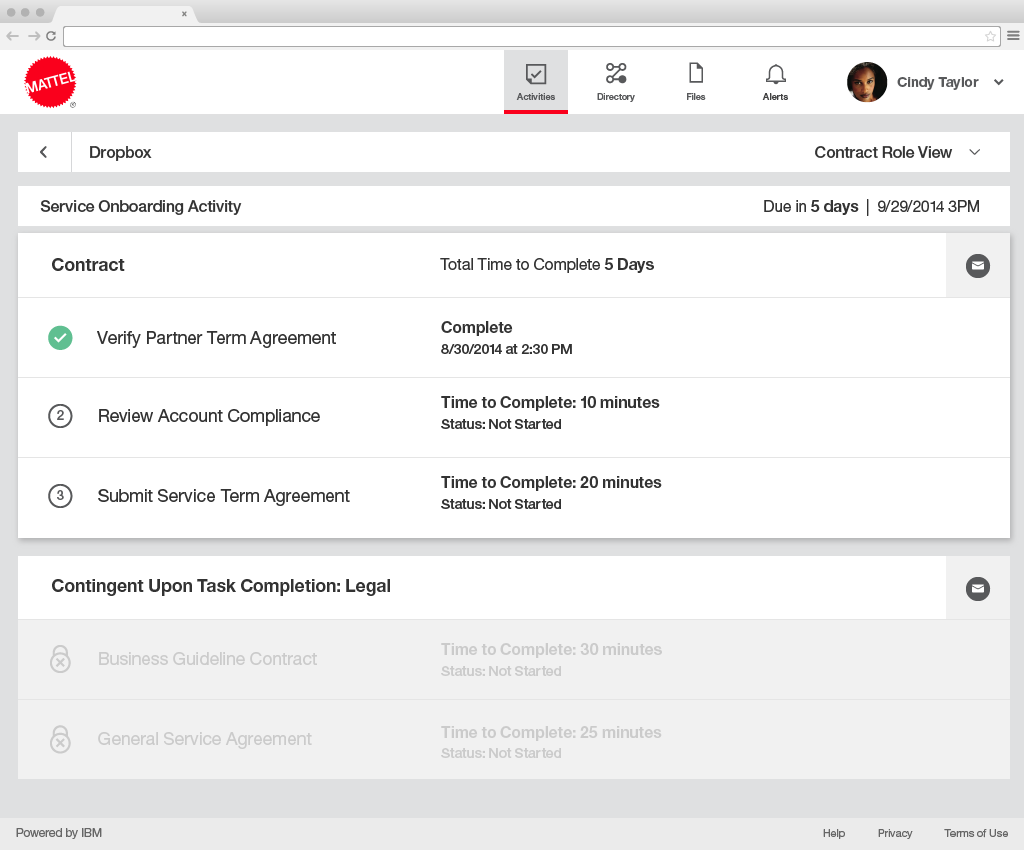 MATTEL
®
Activities
Directory
Files
Alerts
Cindy Taylor
Dropbox
Contract Role View
Service Onboarding Activity
Due in 5 days | 9/29/2014 3PM
Contract
Total Time to Complete 5 Days
Verify Partner Term Agreement
Complete
8/30/2014 at 2:30 PM
2
Review Account Compliance
Time to Complete: 10 minutes
Status: Not Started
3
Submit Service Term Agreement
Time to Complete: 20 minutes
Status: Not Started
Contingent Upon Task Completion: Legal
Business Guideline Contract
Time to Complete: 30 minutes
Status: Not Started
General Service Agreement
Time to Complete: 25 minutes
Status: Not Started
Powered by IBM
Help
Privacy
Terms of Use